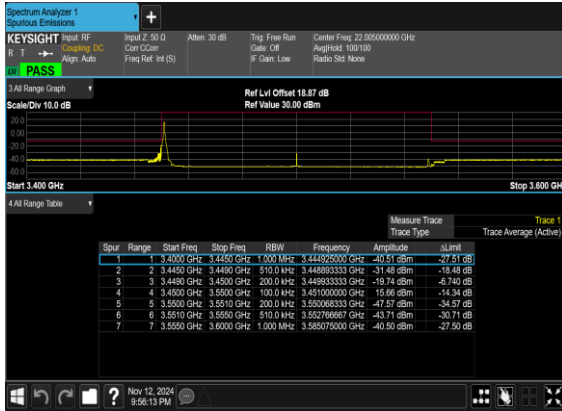 Spectrum Analyzer 1
Spurious Emissions
+
KEYSIGHT Input: RF Input Z: 50 Ω Atten: 30 dB Trig: Free Run Center Freq: 22.005000000 GHz
R T Coupling: DC Corr CCorr Gate: Off Avg|Hold: 100/100
Align: Auto Freq Ref: Int (S) IF Gain: Low Radio Std: None
PASS
3 All Range Graph Ref Lvl Offset 18.87 dB
Scale/Div 10.0 dB Ref Value 30.00 dBm
20.0
0.00
-20.0
-40.0
-60.0
Start 3.400 GHz Stop 3.600 GH
4 All Range Table
Measure Trace Trace 1
Trace Type Trace Average (Active)
Spur Range Start Freq Stop Freq RBW Frequency Amplitude ΔLimit
1 1 3.4000 GHz 3.4450 GHz 1.000 MHz 3.444925000 GHz -40.51 dBm -27.51 dB
2 2 3.4450 GHz 3.4490 GHz 510.0 kHz 3.448893333 GHz -31.48 dBm -18.48 dB
3 3 3.4490 GHz 3.4500 GHz 200.0 kHz 3.449933333 GHz -19.74 dBm -6.740 dB
4 4 3.4500 GHz 3.5500 GHz 100.0 kHz 3.451000000 GHz 15.66 dBm -14.34 dB
5 5 3.5500 GHz 3.5510 GHz 200.0 kHz 3.550068333 GHz -47.57 dBm -34.57 dB
6 6 3.5510 GHz 3.5550 GHz 510.0 kHz 3.552766667 GHz -43.71 dBm -30.71 dB
7 7 3.5550 GHz 3.6000 GHz 1.000 MHz 3.585075000 GHz -40.50 dBm -27.50 dB
? Nov 12, 2024
9:56:13 PM